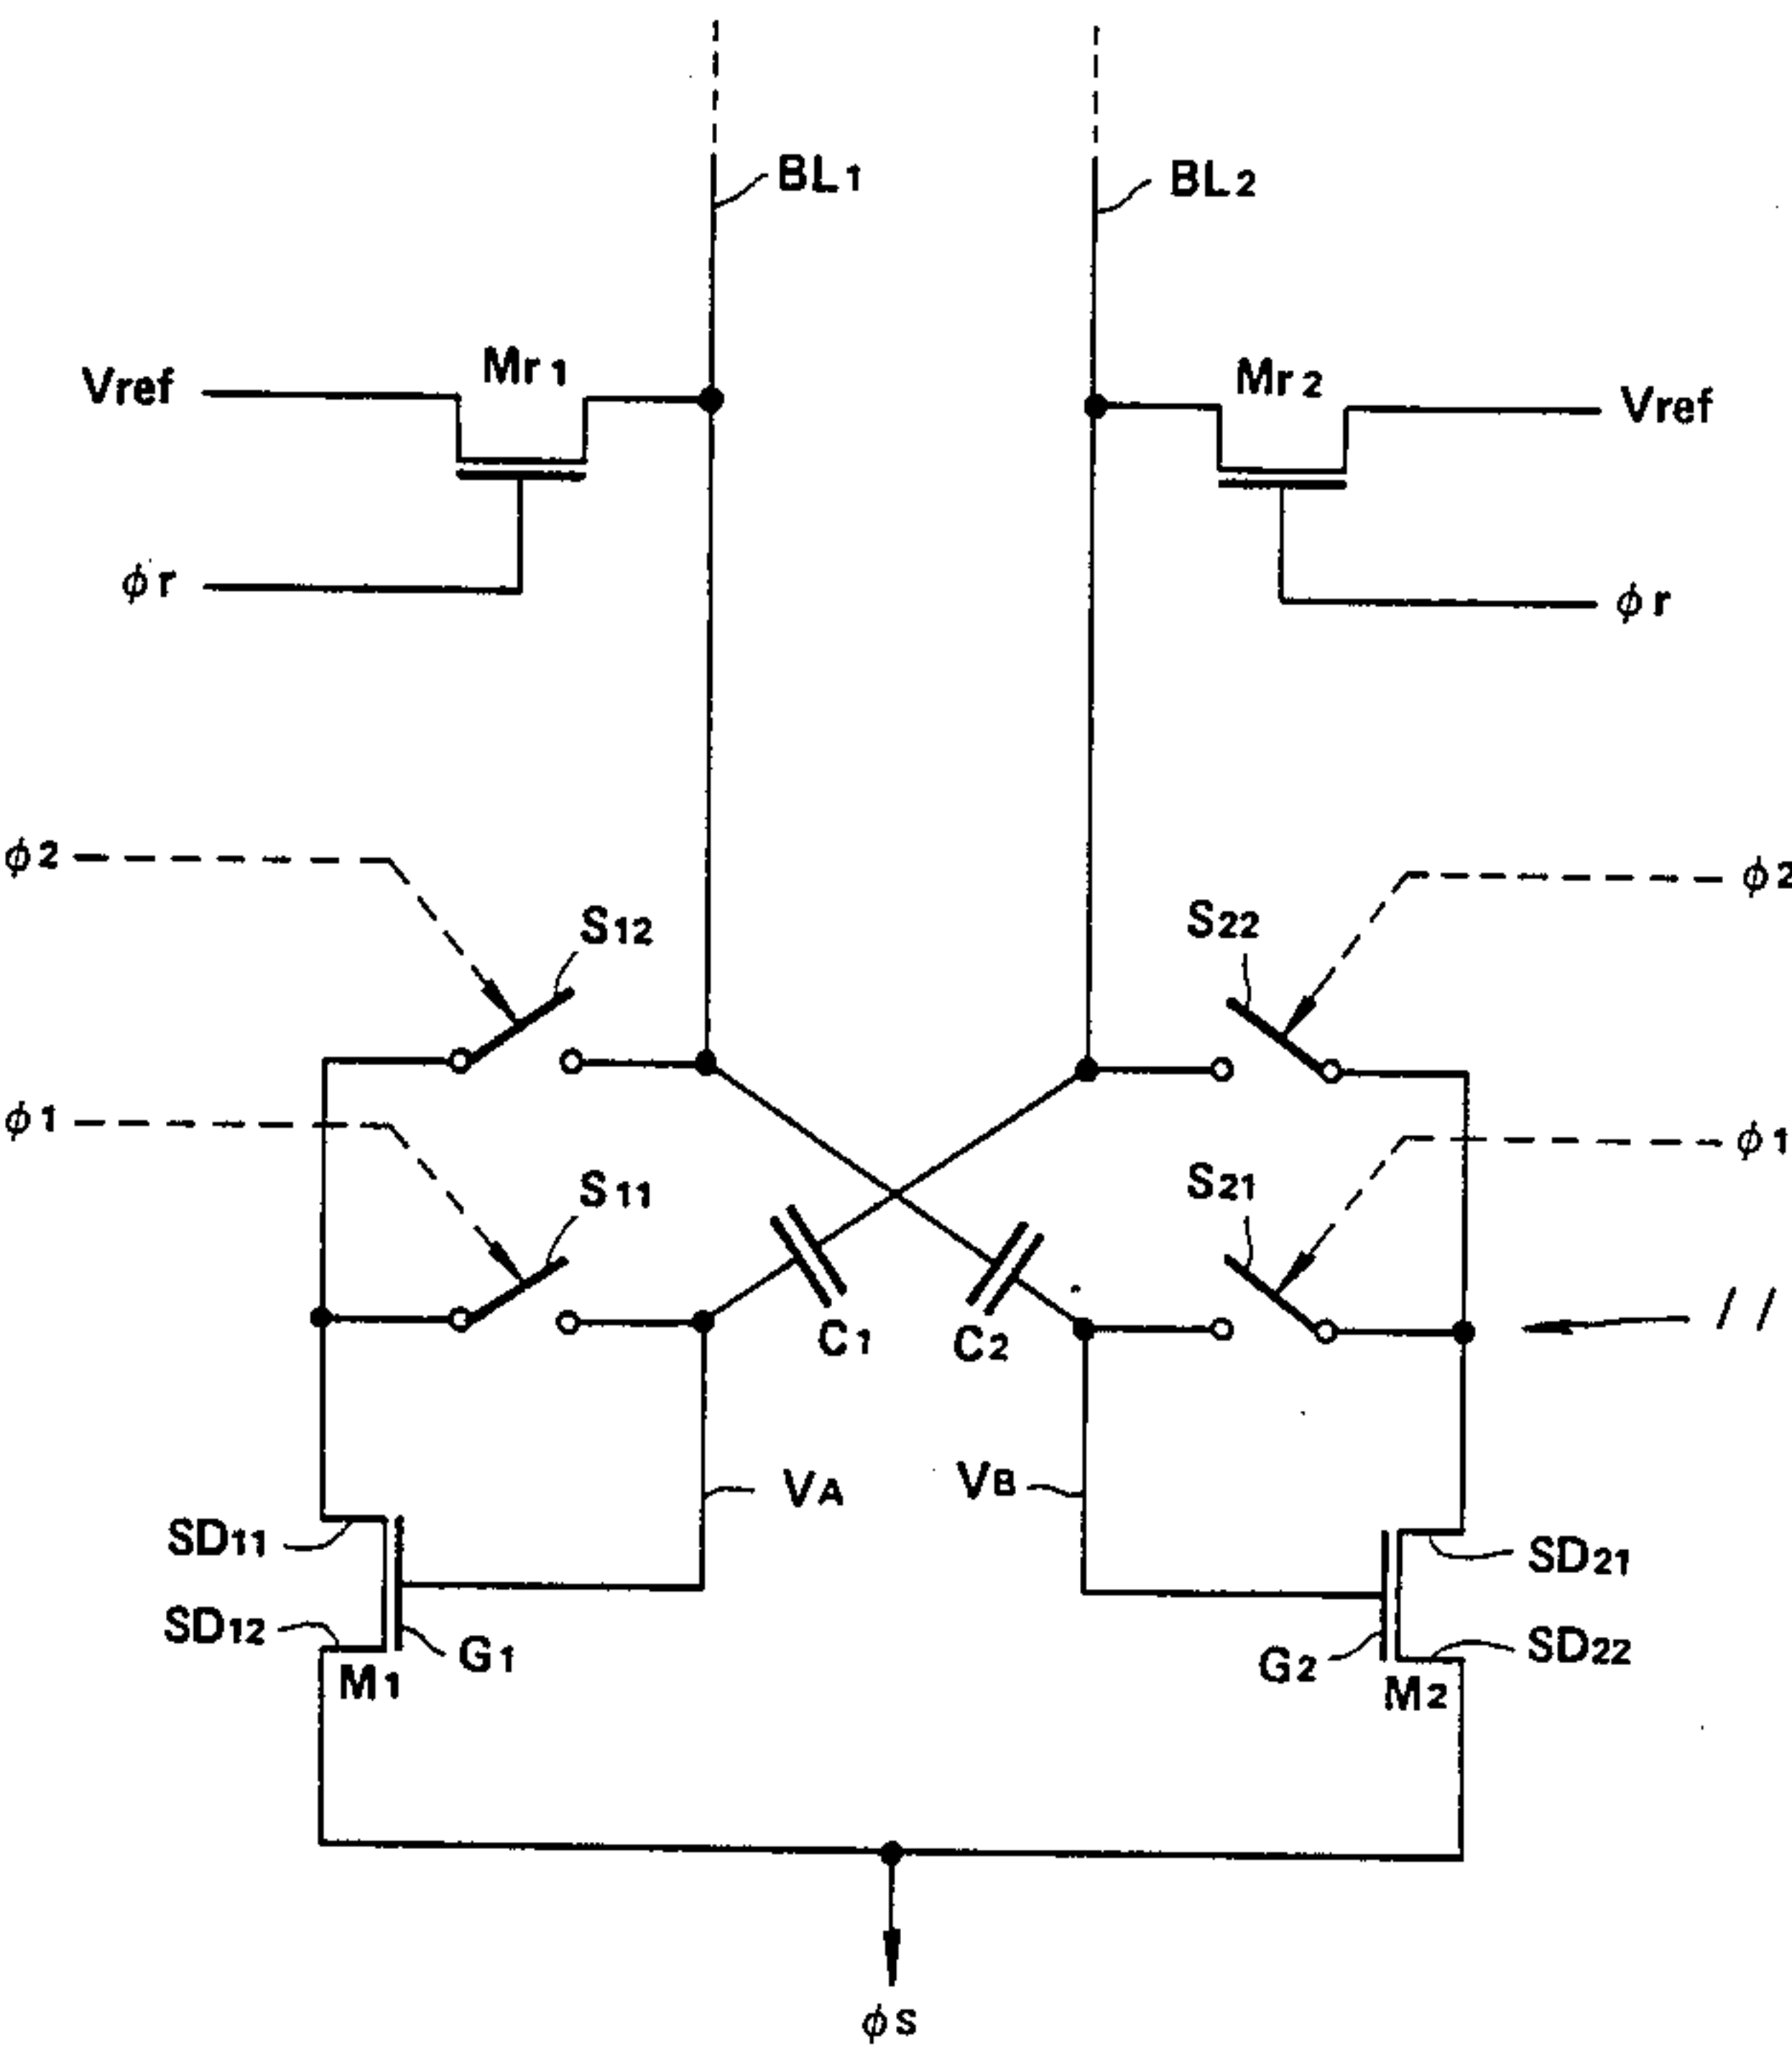 BL1
BL2
Mr1
Mr2
Vref
Vref
φr
φr
φ2
φ2
S12
S22
φ1
φ1
S11
S21
11
C1
C2
VA
VB
SD11
SD21
SD12
G1
G2
SD22
M1
M2
φs